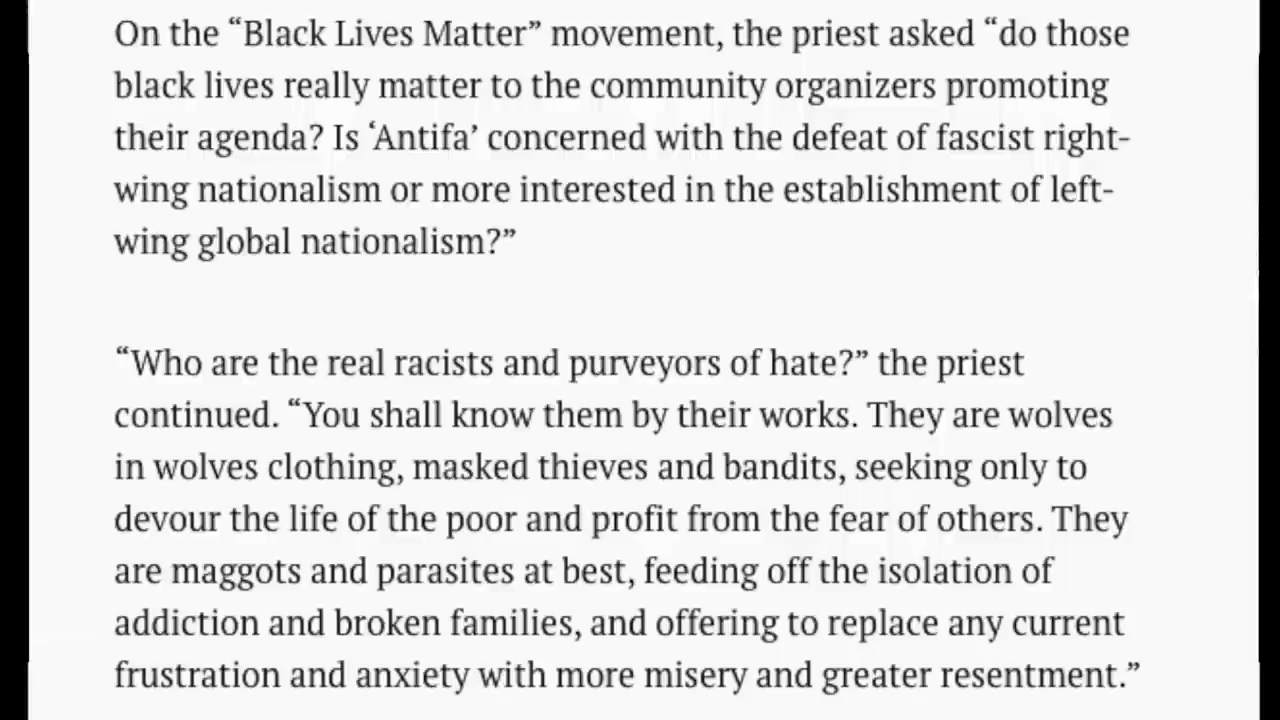 On the “Black Lives Matter” movement, the priest asked “do those
black lives really matter to the community organizers promoting
their agenda? Is ‘Antifa’ concerned with the defeat of fascist right-
wing nationalism or more interested in the establishment of left-
wing global nationalism?”
“Who are the real racists and purveyors of hate?” the priest
continued. “You shall know them by their works. They are wolves
in wolves clothing, masked thieves and bandits, seeking only to
devour the life of the poor and profit from the fear of others. They
are maggots and parasites at best, feeding off the isolation of
addiction and broken families, and offering to replace any current
frustration and anxiety with more misery and greater resentment.”